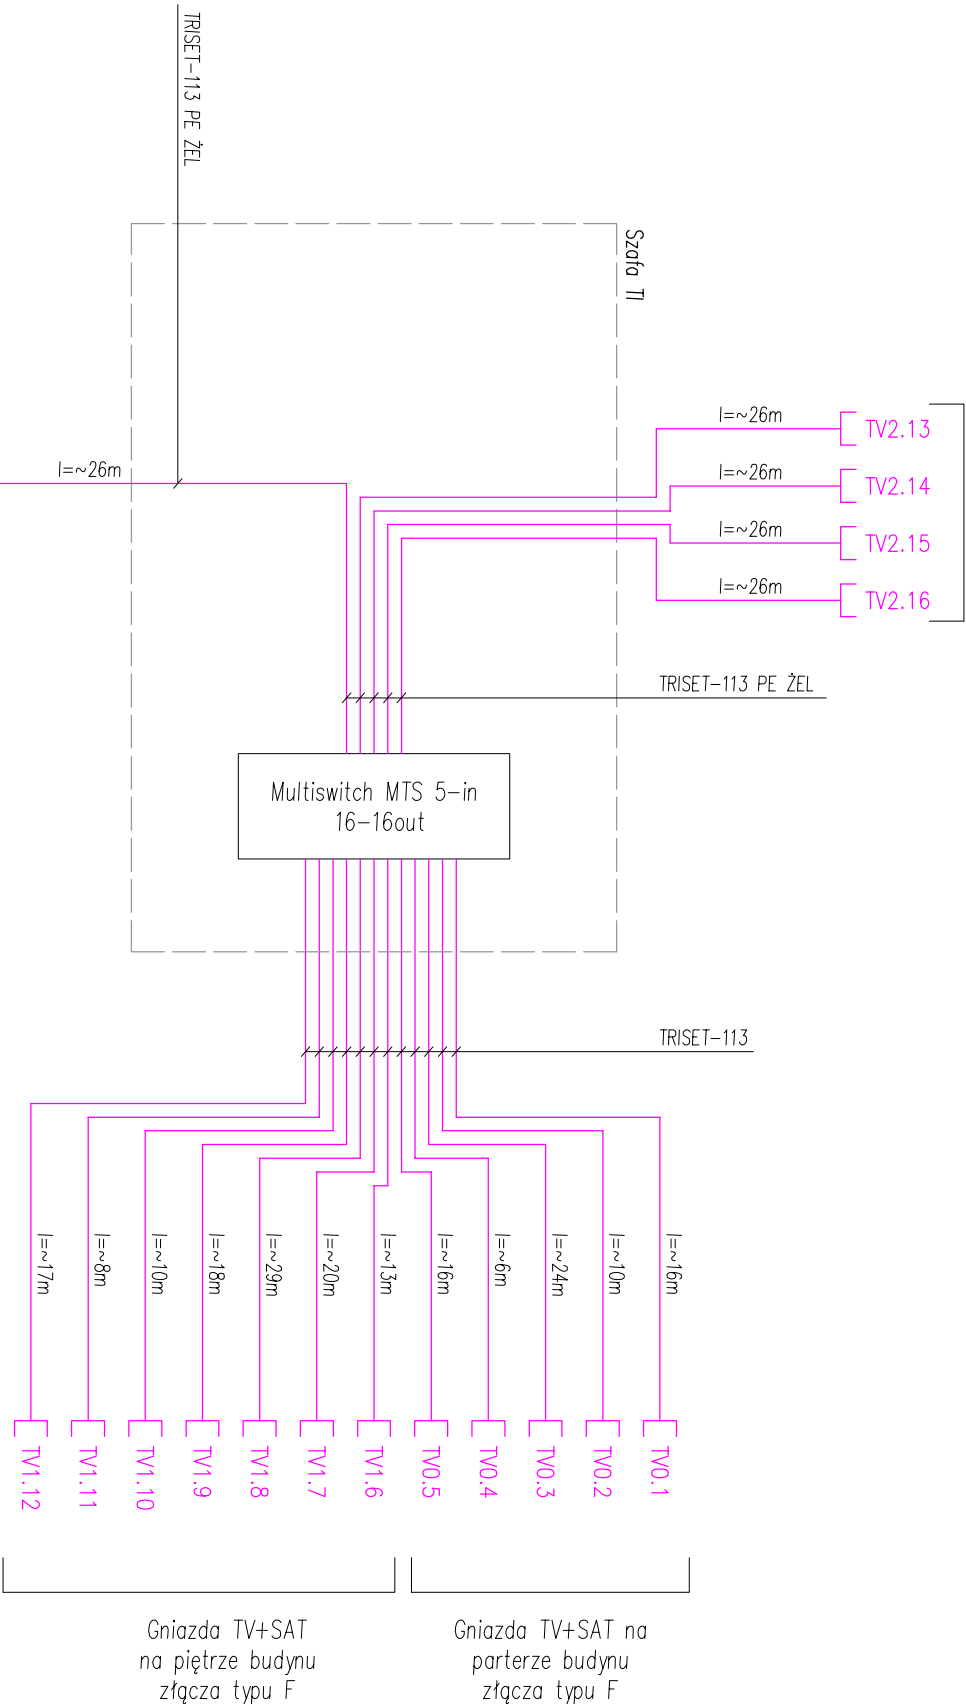 TRISET-113 PE ŻEL
Szafa TI
l=~26m
l=~26m
TV2.13
l=~26m
TV2.14
l=~26m
TV2.15
l=~26m
TV2.16
TRISET-113 PE ŻEL
Multiswitch MTS 5-in
16-16out
TRISET-113
l=~17m
l=~8m
l=~10m
l=~18m
l=~29m
l=~20m
l=~13m
l=~16m
l=~6m
l=~24m
l=~10m
l=~16m
TV1.12
TV1.11
TV1.10
TV1.9
TV1.8
TV1.7
TV1.6
TV0.5
TV0.4
TV0.3
TV0.2
TV0.1
Gniazda TV+SAT
na piętrze budynu
złącza typu F
Gniazda TV+SAT na
parterze budynu
złącza typu F